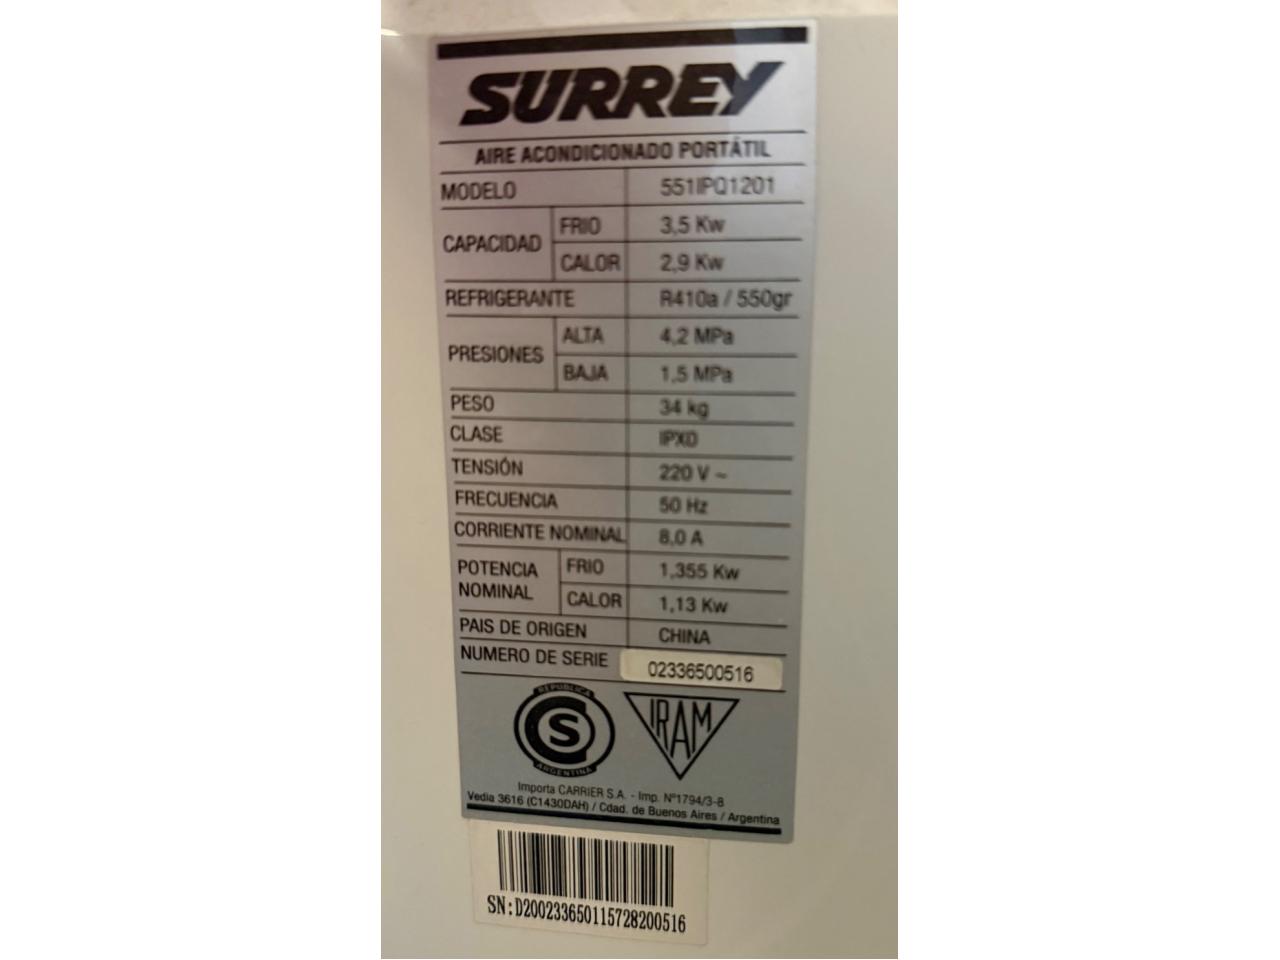 SURREY
AIRE ACONDICIONADO PORTÁTIL
MODELO 551IPQ1201
CAPACIDAD FRIO 3,5 Kw
CALOR 2,9 Kw
REFRIGERANTE R410a / 550gr
PRESIONES ALTA 4,2 MPa
BAJA 1,5 MPa
PESO 34 kg
CLASE IPX0
TENSIÓN 220 V ~
FRECUENCIA 50 Hz
CORRIENTE NOMINAL 8,0 A
POTENCIA NOMINAL FRIO 1,355 Kw
CALOR 1,13 Kw
PAIS DE ORIGEN CHINA
NUMERO DE SERIE 02336500516
REPUBLICA
S
ARGENTINA
IRAM
Importa CARRIER S.A. - Imp. Nº1794/3-8
Vedia 3616 (C1430DAH) / Cdad. de Buenos Aires / Argentina
SN:D200233650115728200516